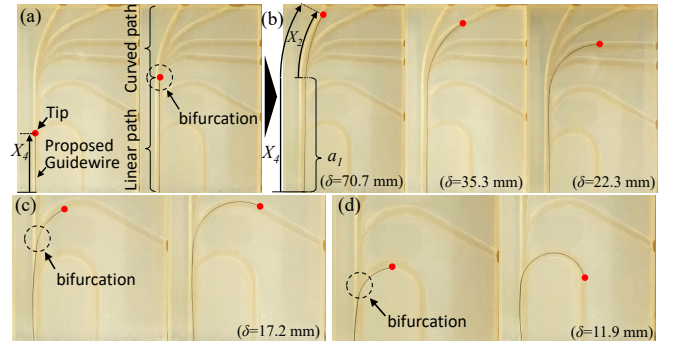 (a)
Tip
X4
Proposed
Guidewire
Linear path
Curved path
bifurcation
(b)
X2
X4
a1
(δ=70.7 mm)
(δ=35.3 mm)
(δ=22.3 mm)
(c)
bifurcation
(δ=17.2 mm)
(d)
bifurcation
(δ=11.9 mm)